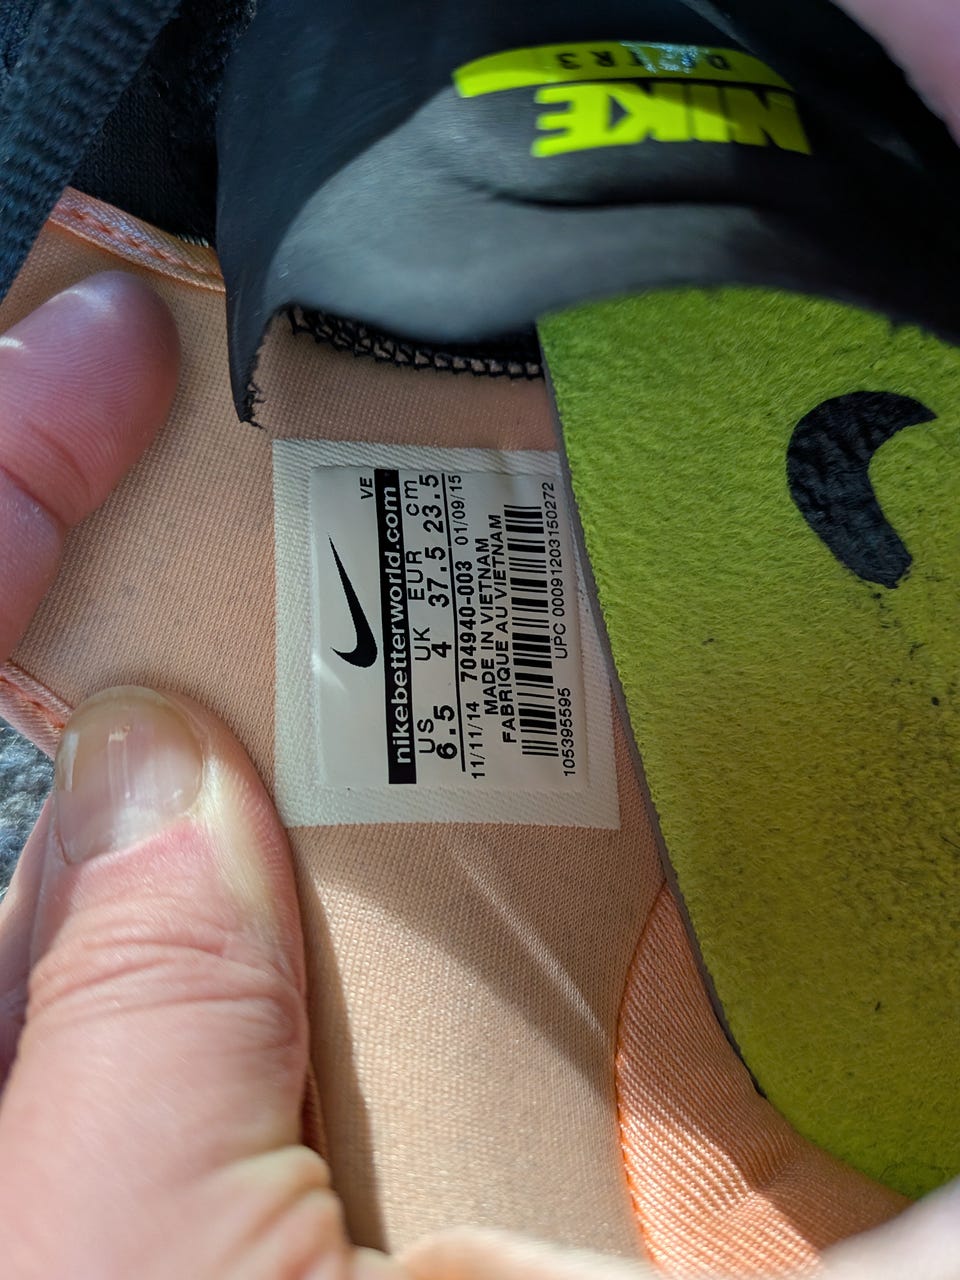 NIKE
VE
nikebetterworld.com
US UK EUR cm
6.5 4 37.5 23.5
11/11/14 704940-003 01/09/15
MADE IN VIETNAM
FABRIQUE AU VIETNAM
105395595 UPC 00091203150272